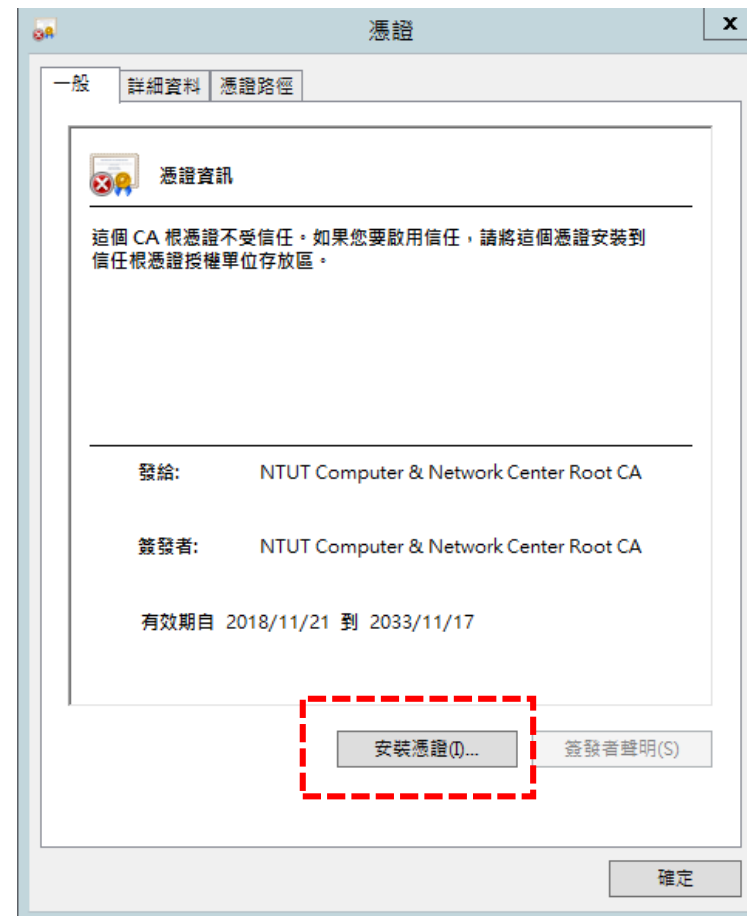 憑證
x
一般 詳細資料 憑證路徑
憑證資訊
這個 CA 根憑證不受信任。如果您要啟用信任，請將這個憑證安裝到
信任根憑證授權單位存放區。
發給: NTUT Computer & Network Center Root CA
簽發者: NTUT Computer & Network Center Root CA
有效期自 2018/11/21 到 2033/11/17
安裝憑證(I)... 簽發者聲明(S)
確定